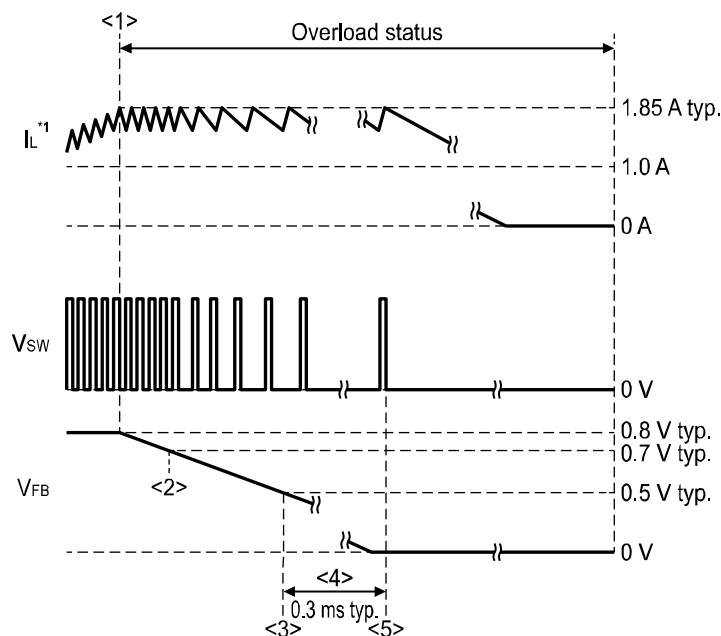 <1>
Overload status
1.85 A typ.
IL*1
1.0 A
0 A
VSW
0 V
0.8 V typ.
0.7 V typ.
<2>
VFB
0.5 V typ.
0 V
<4>
0.3 ms typ.
<3>
<5>